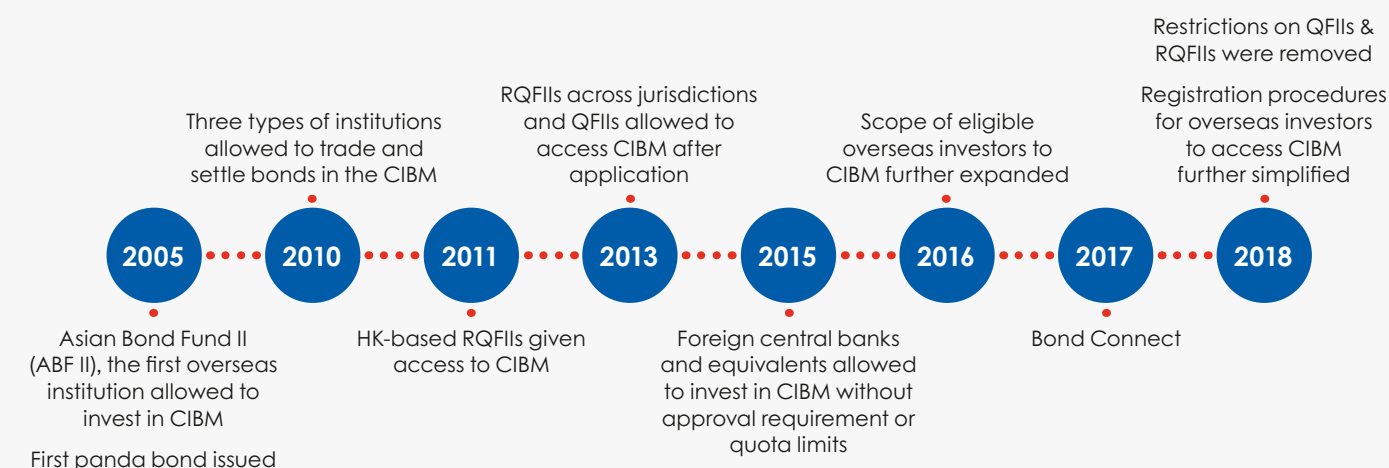 Restrictions on QFIIs &
RQFIIs were removed
Registration procedures
for overseas investors
to access CIBM
further simplified
RQFIIs across jurisdictions
and QFIIs allowed to
access CIBM after
application
Three types of institutions
allowed to trade and
settle bonds in the CIBM
Scope of eligible
overseas investors to
CIBM further expanded
2005
2010
2011
2013
2015
2016
2017
2018
Asian Bond Fund II
(ABF II), the first overseas
institution allowed to
invest in CIBM
First panda bond issued
HK-based RQFIIs given
access to CIBM
Foreign central banks
and equivalents allowed
to invest in CIBM without
approval requirement or
quota limits
Bond Connect